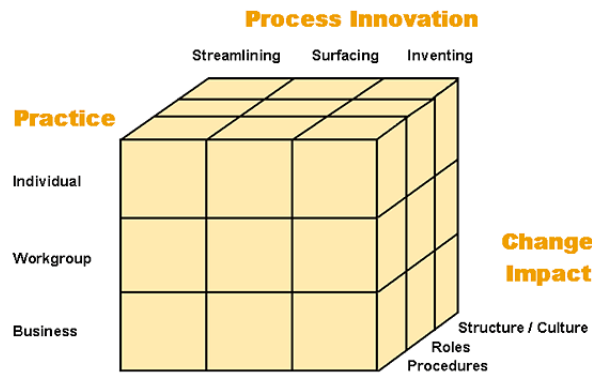 Process Innovation
Streamlining Surfacing Inventing
Practice
Individual
Workgroup
Business
Change
Impact
Structure / Culture
Roles
Procedures